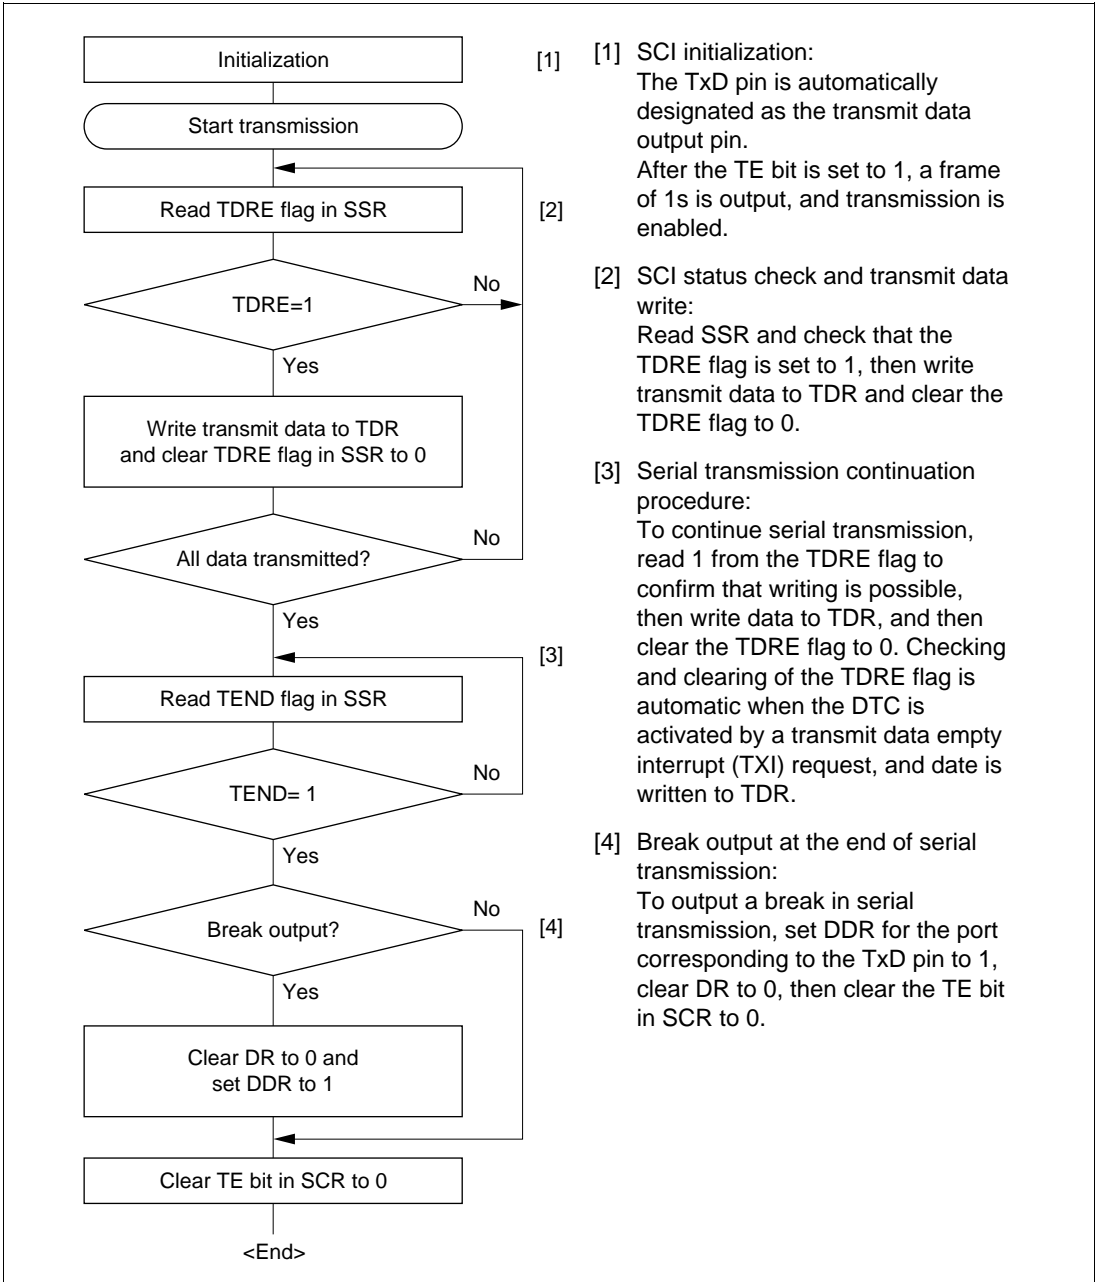 Initialization
[1]
Start transmission
Read TDRE flag in SSR
[2]
TDRE=1
No
Yes
Write transmit data to TDR
and clear TDRE flag in SSR to 0
All data transmitted?
No
Yes
[3]
Read TEND flag in SSR
TEND= 1
No
Yes
Break output?
No
[4]
Yes
Clear DR to 0 and
set DDR to 1
Clear TE bit in SCR to 0
<End>
[1] SCI initialization:
The TxD pin is automatically
designated as the transmit data
output pin.
After the TE bit is set to 1, a frame
of 1s is output, and transmission is
enabled.
[2] SCI status check and transmit data
write:
Read SSR and check that the
TDRE flag is set to 1, then write
transmit data to TDR and clear the
TDRE flag to 0.
[3] Serial transmission continuation
procedure:
To continue serial transmission,
read 1 from the TDRE flag to
confirm that writing is possible,
then write data to TDR, and then
clear the TDRE flag to 0. Checking
and clearing of the TDRE flag is
automatic when the DTC is
activated by a transmit data empty
interrupt (TXI) request, and date is
written to TDR.
[4] Break output at the end of serial
transmission:
To output a break in serial
transmission, set DDR for the port
corresponding to the TxD pin to 1,
clear DR to 0, then clear the TE bit
in SCR to 0.